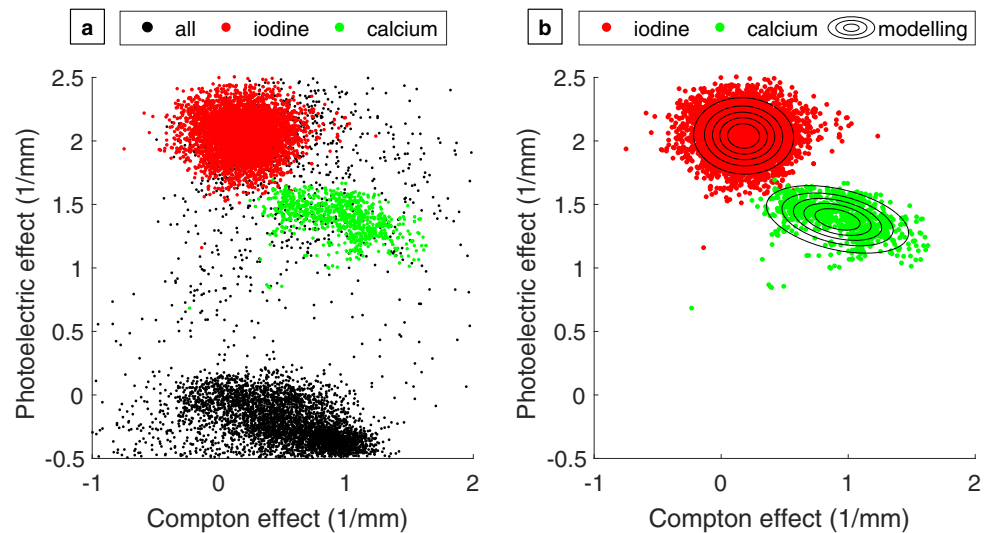 a all iodine calcium
b iodine calcium modelling
2.5
2
1.5
1
0.5
0
-0.5
-1 0 1 2
Photoelectric effect (1/mm)
Compton effect (1/mm)
2.5
2
1.5
1
0.5
0
-0.5
-1 0 1 2
Photoelectric effect (1/mm)
Compton effect (1/mm)